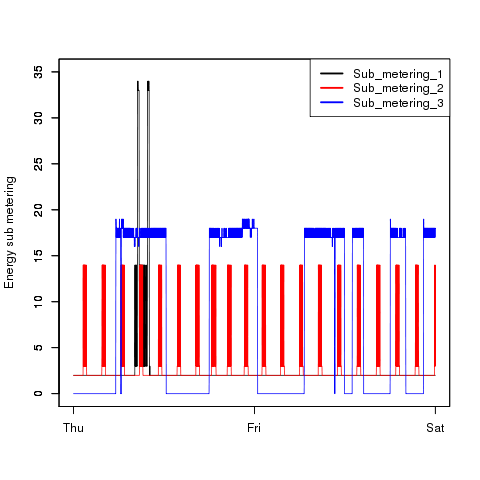 Sub_metering_1
Sub_metering_2
Sub_metering_3
Energy sub metering
35
30
25
20
15
10
5
0
Thu Fri Sat